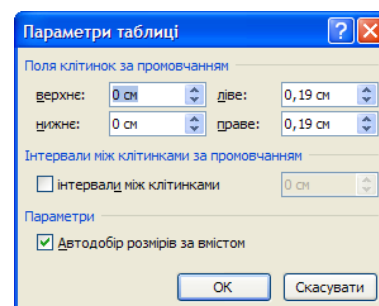 Параметри таблиці
Поля клітинок за промовчанням
верхнє: 0 см ліве: 0,19 см
нижнє: 0 см праве: 0,19 см
Інтервали між клітинками за промовчанням
інтервали між клітинками 0 см
Параметри
Автодобір розмірів за вмістом
ОК Скасувати